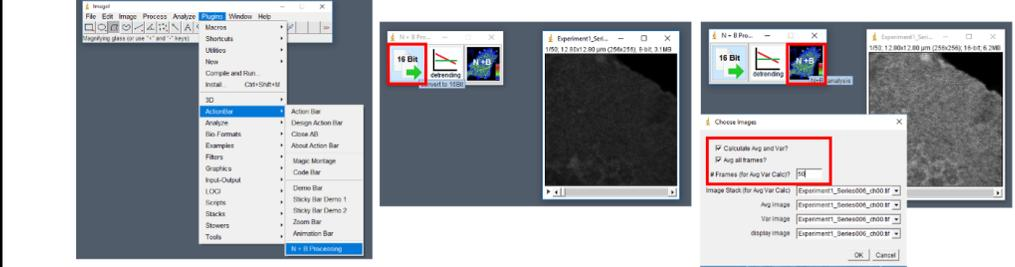 ImageJ
File Edit Image Process Analyze Plugins Window Help
Magnifying glass (or use "+" and "-" keys)
Macros
Shortcuts
Utilities
New
Compile and Run...
Install... Ctrl+Shift+M
3D
ActionBar
Analyze
Bio-Formats
Examples
Filters
Graphics
Input-Output
LOCI
Scripts
Stacks
Stowers
Tools
Action Bar
Design Action Bar
Close AB
About Action Bar
Magic Montage
Code Bar
Demo Bar
Sticky Bar Demo 1
Sticky Bar Demo 2
Zoom Bar
Animation Bar
N + B Processing
N + B Pro...
16 Bit
detrending
N+B
convert to 16Bit
Experiment1_Seri...
1/50; 12.80x12.80 µm (256x256); 8-bit; 3.1MB
N + B Pro...
16 Bit
detrending
N+B
N+B analysis
Experiment1_Seri...
1/50; 12.80x12.80 µm (256x256); 16-bit; 6.2MB
Choose Images
Calculate Avg and Var?
Avg all frames?
# Frames (for Avg Var Calc)? 50
Image Stack (for Avg Var Calc) Experiment1_Series006_ch00.tif
Avg image Experiment1_Series006_ch00.tif
Var image Experiment1_Series006_ch00.tif
display image Experiment1_Series006_ch00.tif
OK Cancel